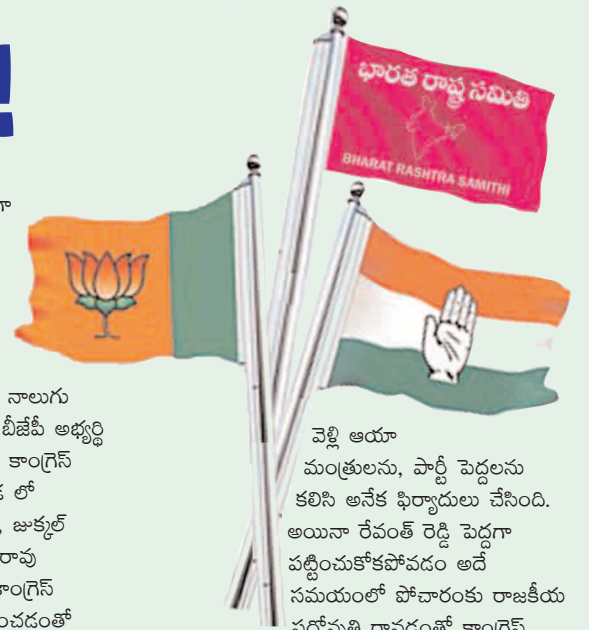 !
గా
భారత రాష్ట్ర సమితి
BHARAT RASHTRA SAMITHI
నాలుగు
బీజేపీ అభ్యర్థి
కాంగ్రెస్
లో
జుక్కల్
రావు
కాంగ్రెస్
వెళ్లి ఆయా
మంత్రులను, పార్టీ పెద్దలను
కలిసి అనేక ఫిర్యాదులు చేసింది.
అయినా రేవంత్ రెడ్డి పెద్దగా
పట్టించుకోకపోవడం అదే
సమయంలో పోచారంకు రాజకీయ
రావడంతో కాంగ్రెస్